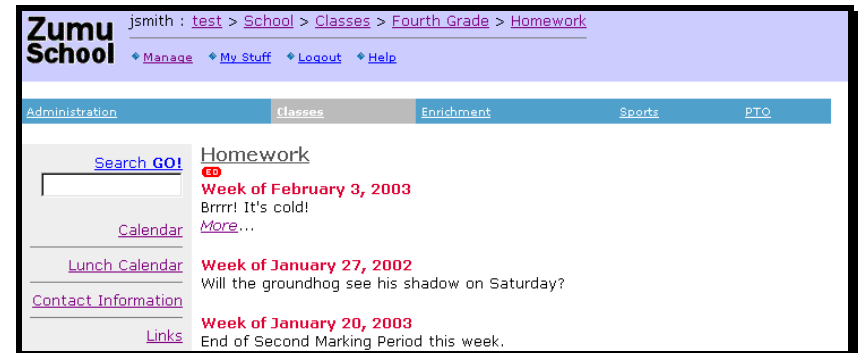 Zumu School
jsmith : test > School > Classes > Fourth Grade > Homework
Manage My Stuff Logout Help
Administration Classes Enrichment Sports PTO
Search GO!
Calendar
Lunch Calendar
Contact Information
Links
Homework
ED
Week of February 3, 2003
Brrrr! It's cold!
More...
Week of January 27, 2002
Will the groundhog see his shadow on Saturday?
Week of January 20, 2003
End of Second Marking Period this week.